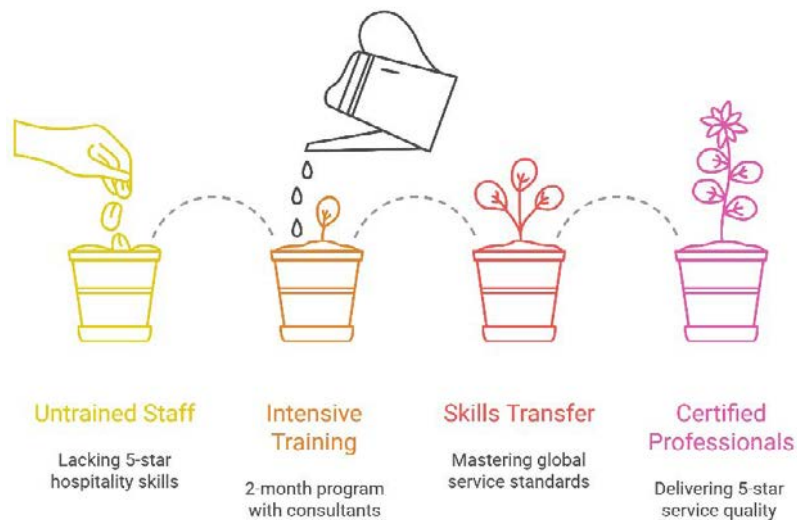 Untrained Staff
Lacking 5-star
hospitality skills
Intensive
Training
2-month program
with consultants
Skills Transfer
Mastering global
service standards
Certified
Professionals
Delivering 5-star
service quality